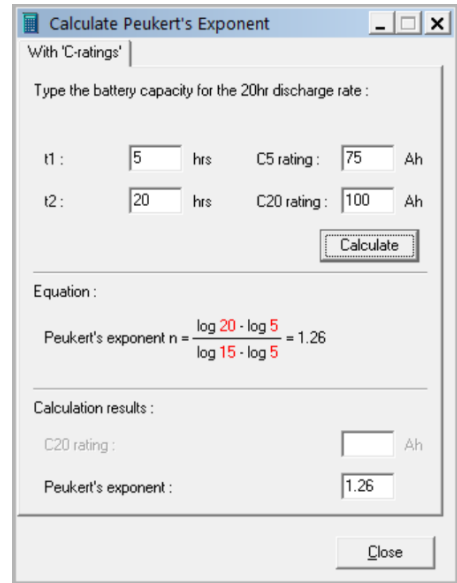 Calculate Peukert's Exponent
With 'C-ratings'
Type the battery capacity for the 20hr discharge rate :
t1 : 5 hrs C5 rating : 75 Ah
t2 : 20 hrs C20 rating : 100 Ah
Calculate
Equation :
log 20 - log 5
Peukert's exponent n = = 1.26
log 15 - log 5
Calculation results :
C20 rating : Ah
Peukert's exponent : 1.26
Close